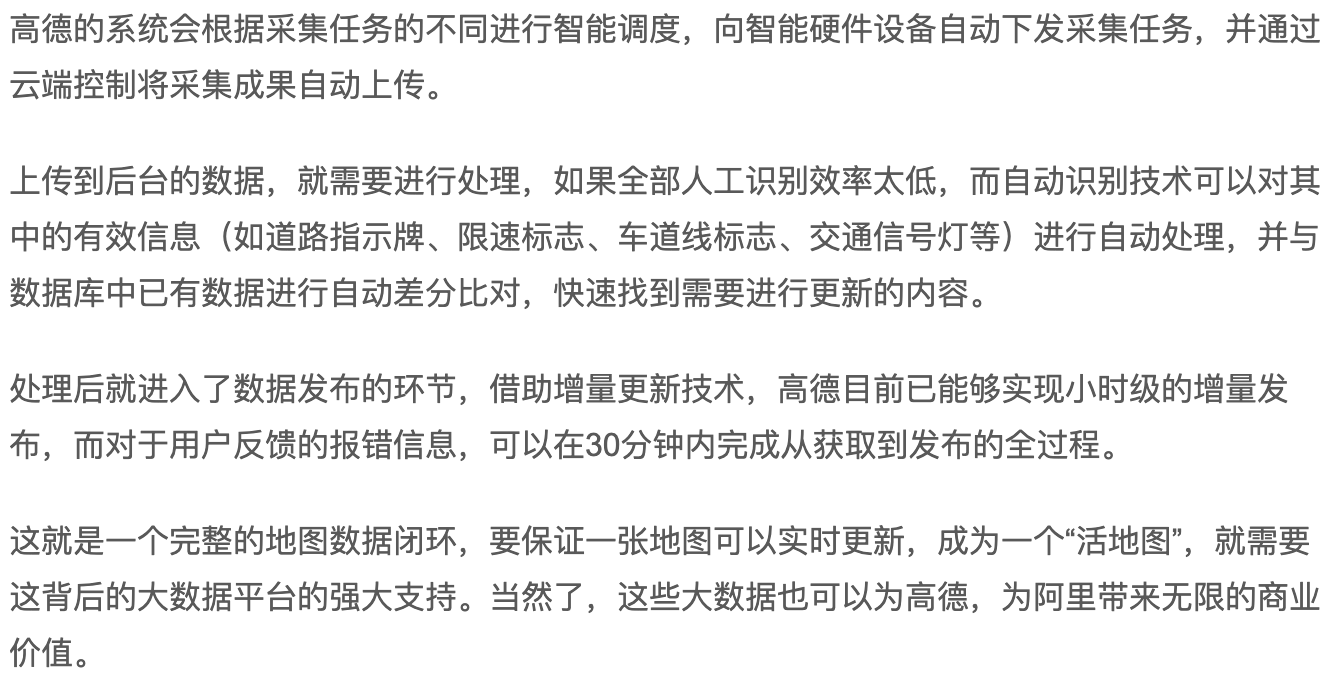 高德的系统会根据采集任务的不同进行智能调度，向智能硬件设备自动下发采集任务，并通过
云端控制将采集成果自动上传。
上传到后台的数据，就需要进行处理，如果全部人工识别效率太低，而自动识别技术可以对其
中的有效信息（如道路指示牌、限速标志、车道线标志、交通信号灯等）进行自动处理，并与
数据库中已有数据进行自动差分比对，快速找到需要进行更新的内容。
处理后就进入了数据发布的环节，借助增量更新技术，高德目前已能够实现小时级的增量发
布，而对于用户反馈的报错信息，可以在30分钟内完成从获取到发布的全过程。
这就是一个完整的地图数据闭环，要保证一张地图可以实时更新，成为一个“活地图”，就需要
这背后的大数据平台的强大支持。当然了，这些大数据也可以为高德，为阿里带来无限的商业
价值。